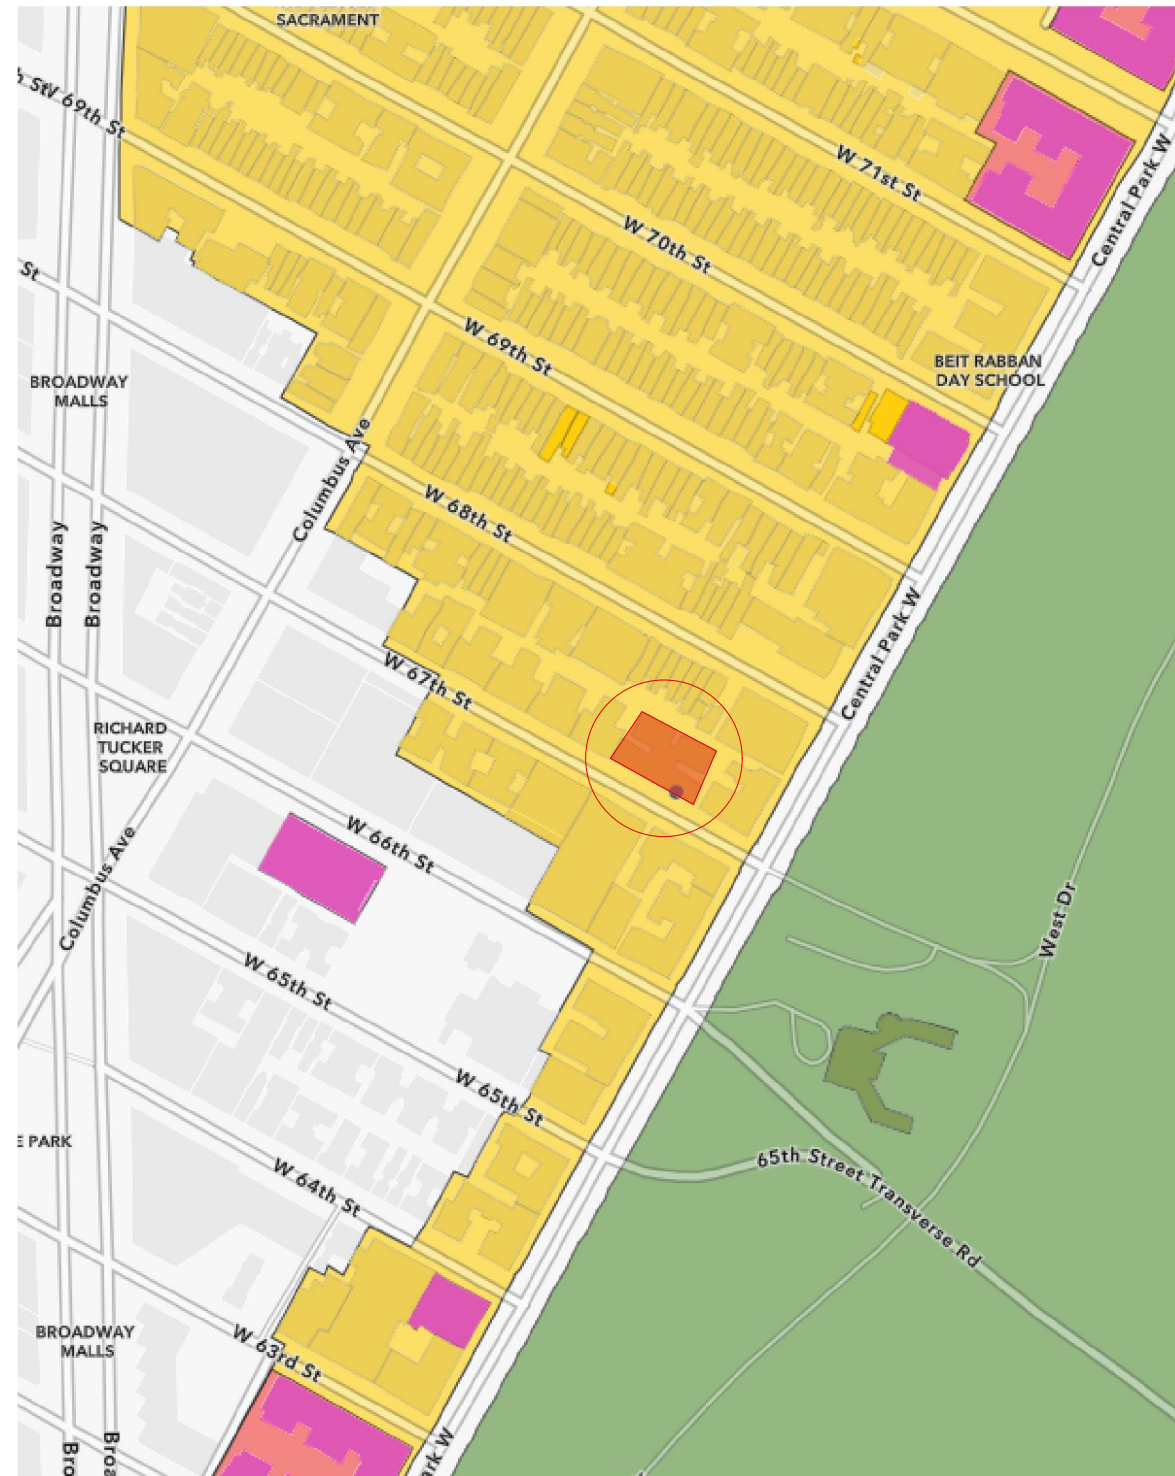 SACRAMENT
W 69th St
W 71st St
Central Park W
W 70th St
St
W 69th St
BEIT RABBAN
DAY SCHOOL
BROADWAY
MALLS
Columbus Ave
W 68th St
Broadway
Broadway
Central Park W
W 67th St
RICHARD
TUCKER
SQUARE
W 66th St
Columbus Ave
West Dr
W 65th St
W 65th St
E PARK
65th Street Transverse Rd
W 64th St
BROADWAY
MALLS
W 63rd St
Bro
Broa
ark W